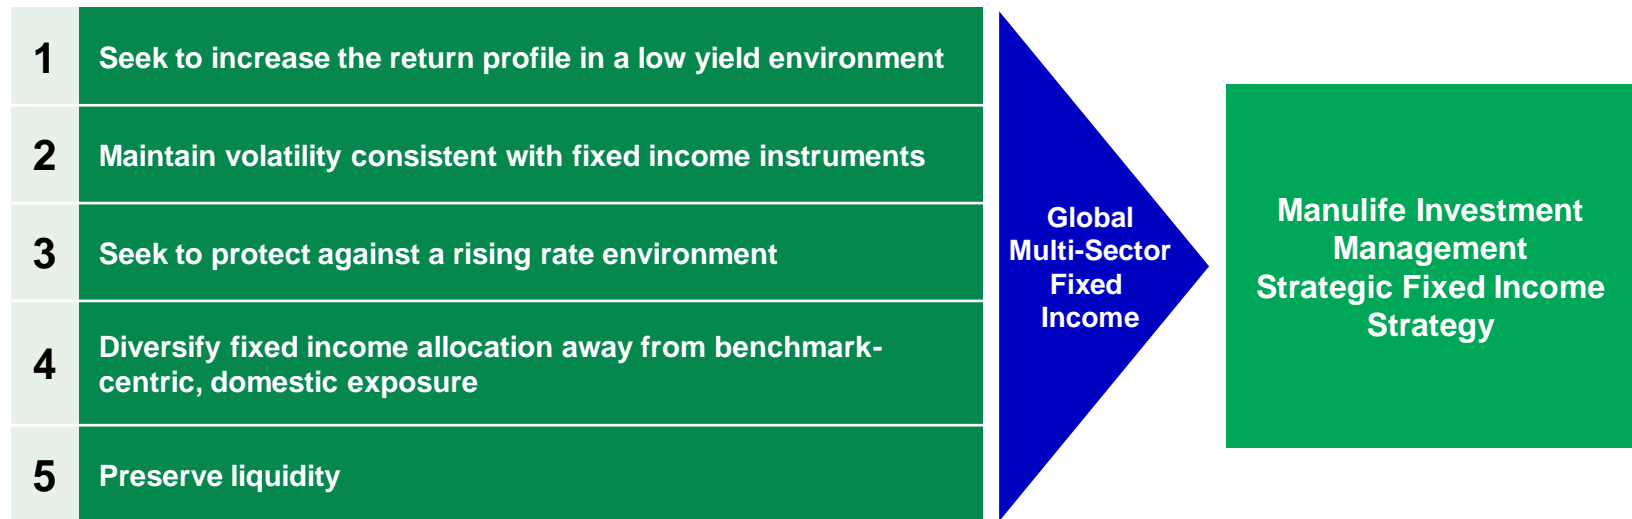 1
Seek to increase the return profile in a low yield environment
2
Maintain volatility consistent with fixed income instruments
3
Seek to protect against a rising rate environment
4
Diversify fixed income allocation away from benchmark-
centric, domestic exposure
5
Preserve liquidity
Global
Multi-Sector
Fixed
Income
Manulife Investment
Management
Strategic Fixed Income
Strategy